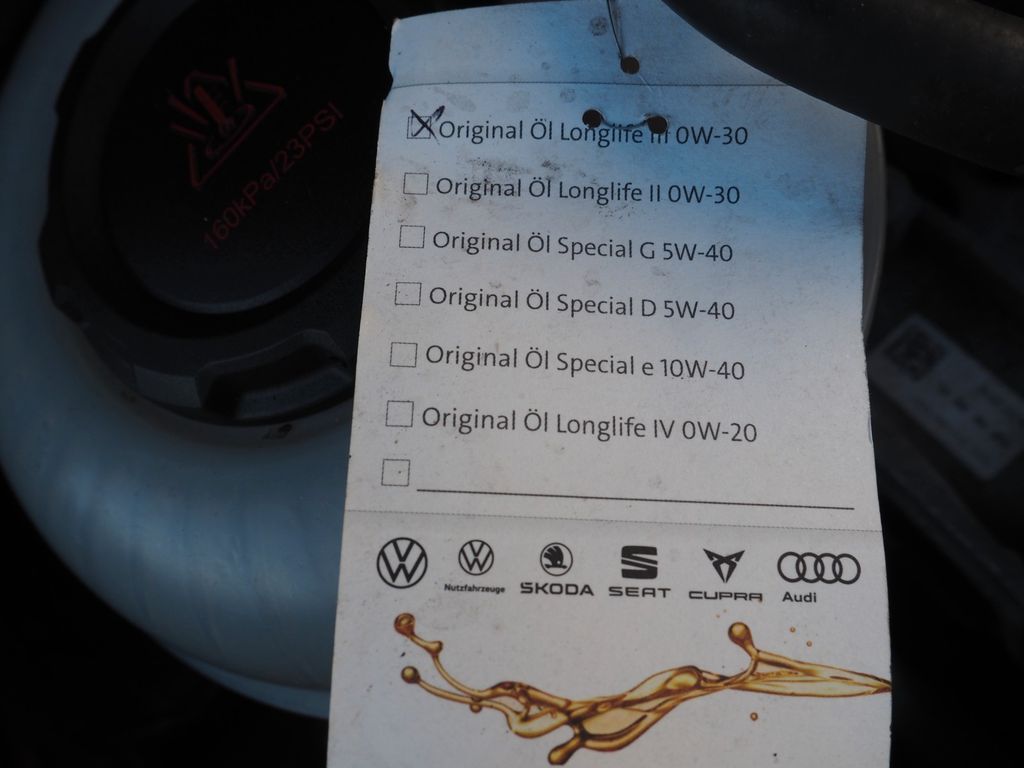 160kPa/23PSI
Original Öl Longlife III 0W-30
Original Öl Longlife II 0W-30
Original Öl Special G 5W-40
Original Öl Special D 5W-40
Original Öl Special e 10W-40
Original Öl Longlife IV 0W-20
Nutzfahrzeuge
SKODA
SEAT
CUPRA
Audi